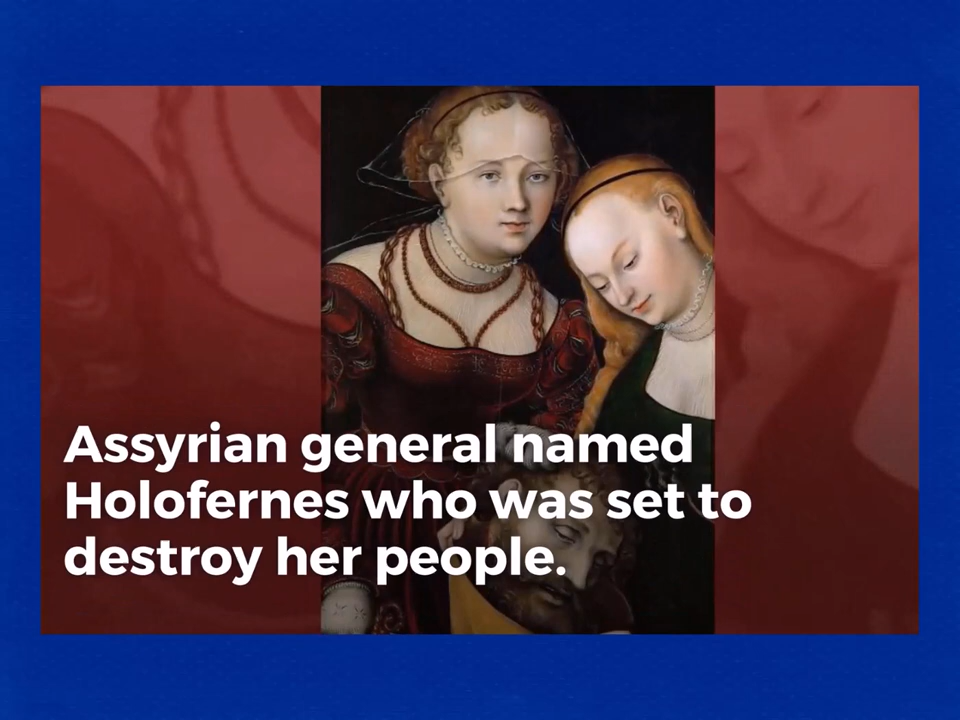 Assyrian general named
Holofernes who was set to
destroy her people.